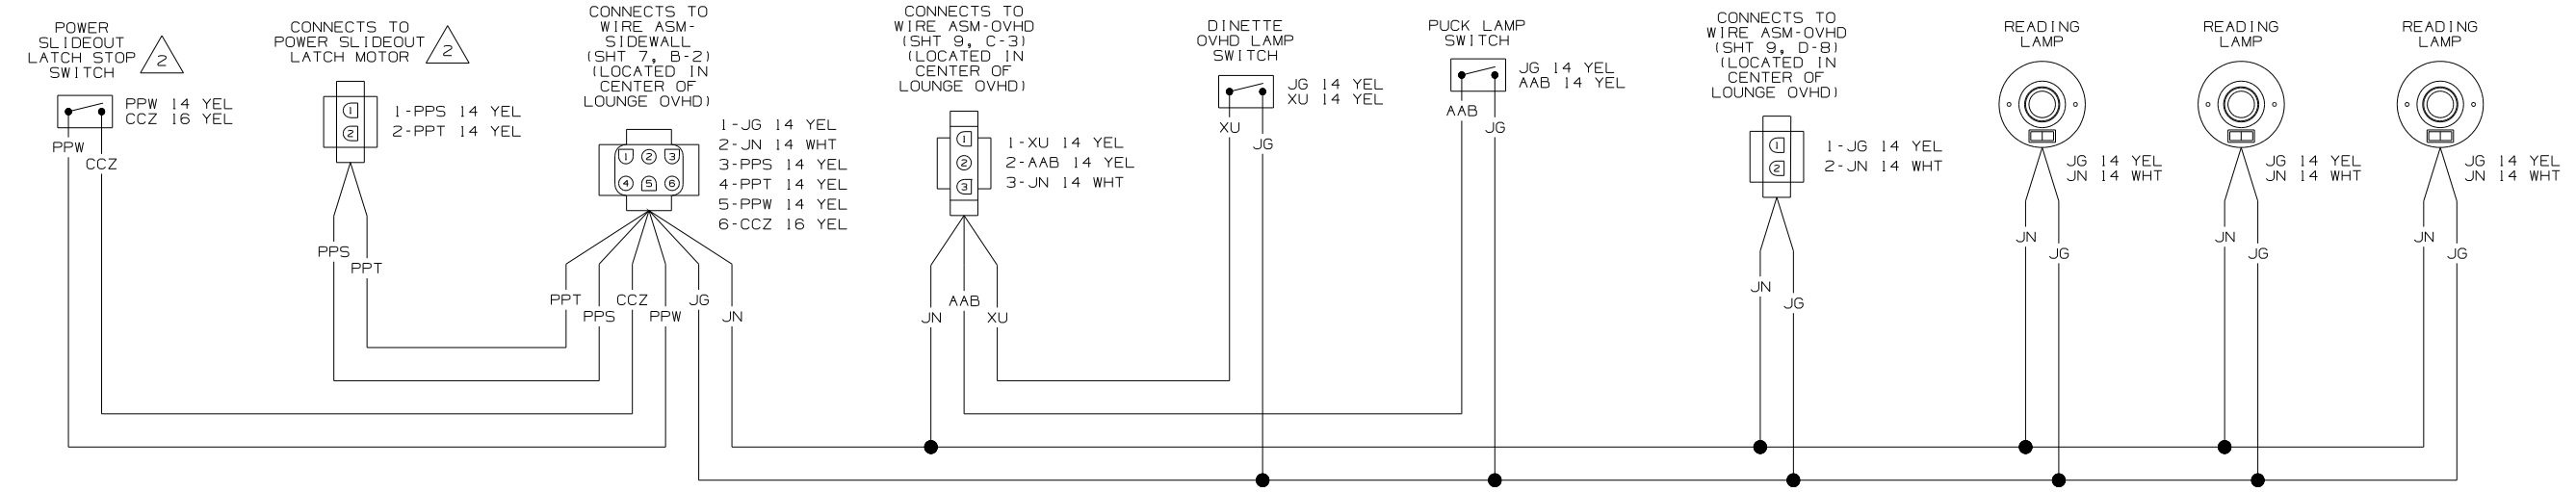 POWER
SLIDEOUT
LATCH STOP
SWITCH
2
PPW 14 YEL
CCZ 16 YEL
PPW
CCZ
CONNECTS TO
POWER SLIDEOUT
LATCH MOTOR
2
1
2
1-PPS 14 YEL
2-PPT 14 YEL
PPS
PPT
CONNECTS TO
WIRE ASM-
SIDEWALL
(SHT 7, B-2)
(LOCATED IN
CENTER OF
LOUNGE OVHD)
1 2 3
4 5 6
1-JG 14 YEL
2-JN 14 WHT
3-PPS 14 YEL
4-PPT 14 YEL
5-PPW 14 YEL
6-CCZ 16 YEL
PPT
PPS
CCZ
PPW
JG
JN
CONNECTS TO
WIRE ASM-OVHD
(SHT 9, C-3)
(LOCATED IN
CENTER OF
LOUNGE OVHD)
1
2
3
1-XU 14 YEL
2-AAB 14 YEL
3-JN 14 WHT
JN
AAB
XU
DINETTE
OVHD LAMP
SWITCH
JG 14 YEL
XU 14 YEL
XU
JG
PUCK LAMP
SWITCH
JG 14 YEL
AAB 14 YEL
AAB
JG
CONNECTS TO
WIRE ASM-OVHD
(SHT 9, D-8)
(LOCATED IN
CENTER OF
LOUNGE OVHD)
1
2
1-JG 14 YEL
2-JN 14 WHT
JN
JG
READING
LAMP
JG 14 YEL
JN 14 WHT
JN
JG
READING
LAMP
JG 14 YEL
JN 14 WHT
JN
JG
READING
LAMP
JG 14 YEL
JN 14 WHT
JN
JG